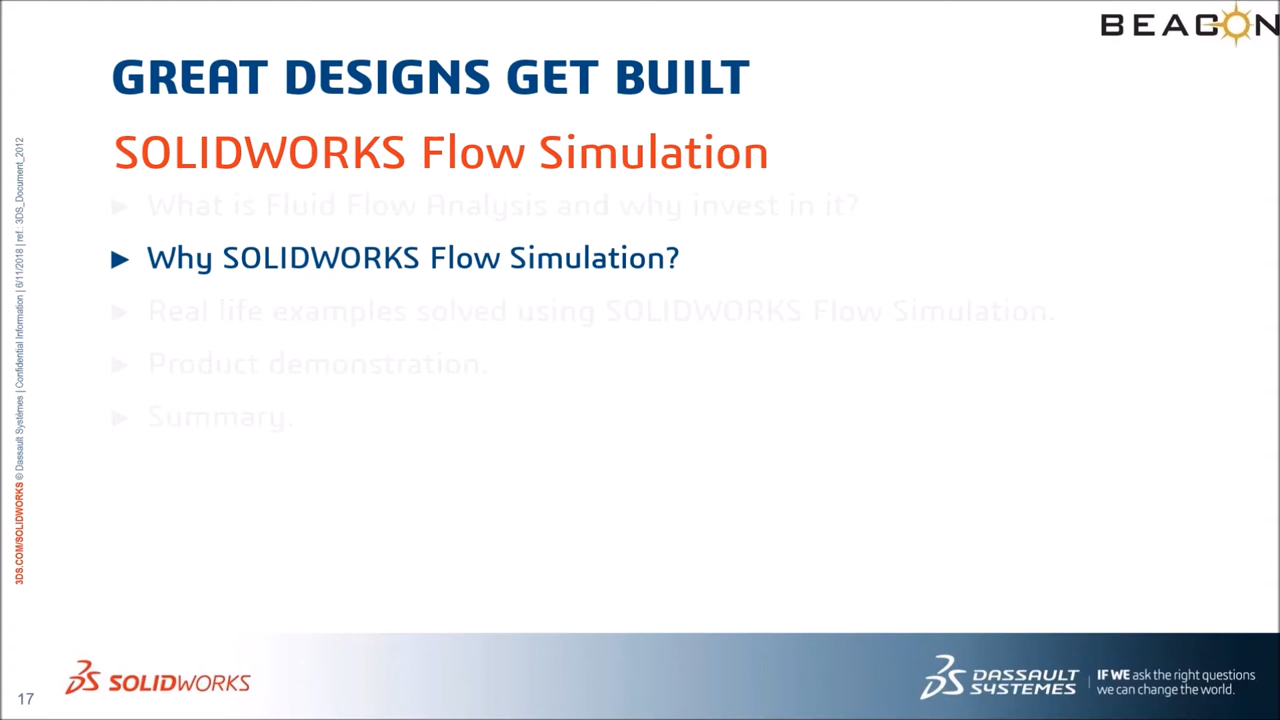 BEACON
GREAT DESIGNS GET BUILT
SOLIDWORKS Flow Simulation
► What is Fluid Flow Analysis and why invest in it?
► Why SOLIDWORKS Flow Simulation?
► Real life examples solved using SOLIDWORKS Flow Simulation.
► Product demonstration.
► Summary.
3DS.COM/SOLIDWORKS © Dassault Systèmes | Confidential Information | 6/11/2018 | ref.: 3DS_Document_2012
17
SOLIDWORKS
DASSAULT
SYSTEMES
IF WE ask the right questions
we can change the world.